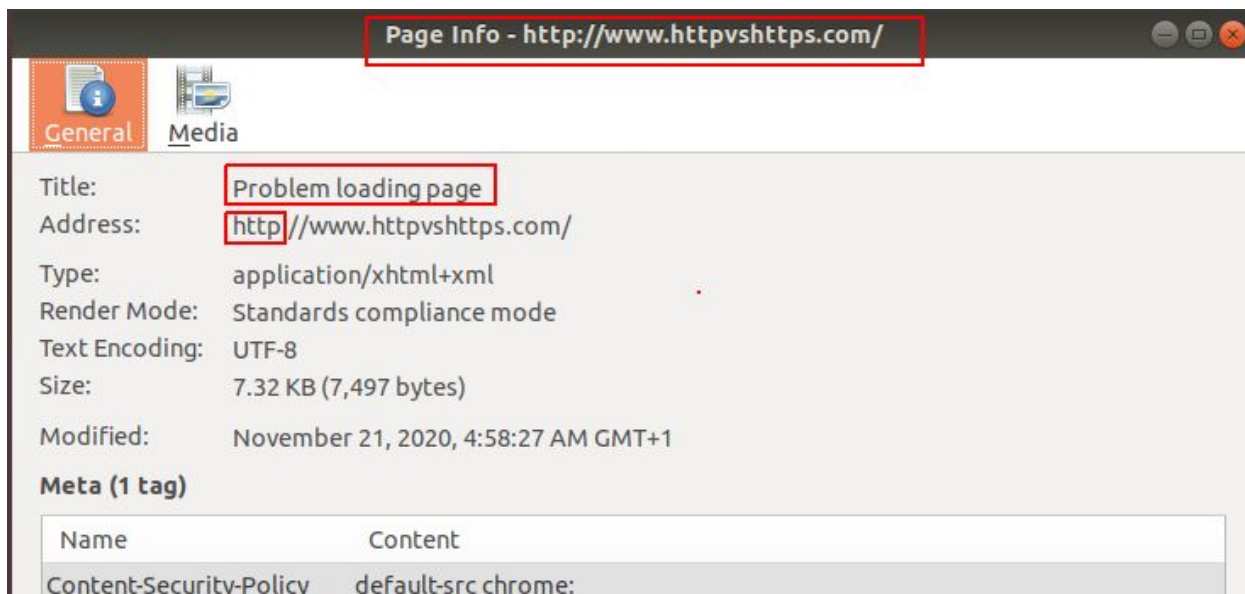 Page Info - http://www.httpvshttps.com/
General Media
Title: Problem loading page
Address: http://www.httpvshttps.com/
Type: application/xhtml+xml
Render Mode: Standards compliance mode
Text Encoding: UTF-8
Size: 7.32 KB (7,497 bytes)
Modified: November 21, 2020, 4:58:27 AM GMT+1
Meta (1 tag)
Name Content
Content-Security-Policy default-src chrome: